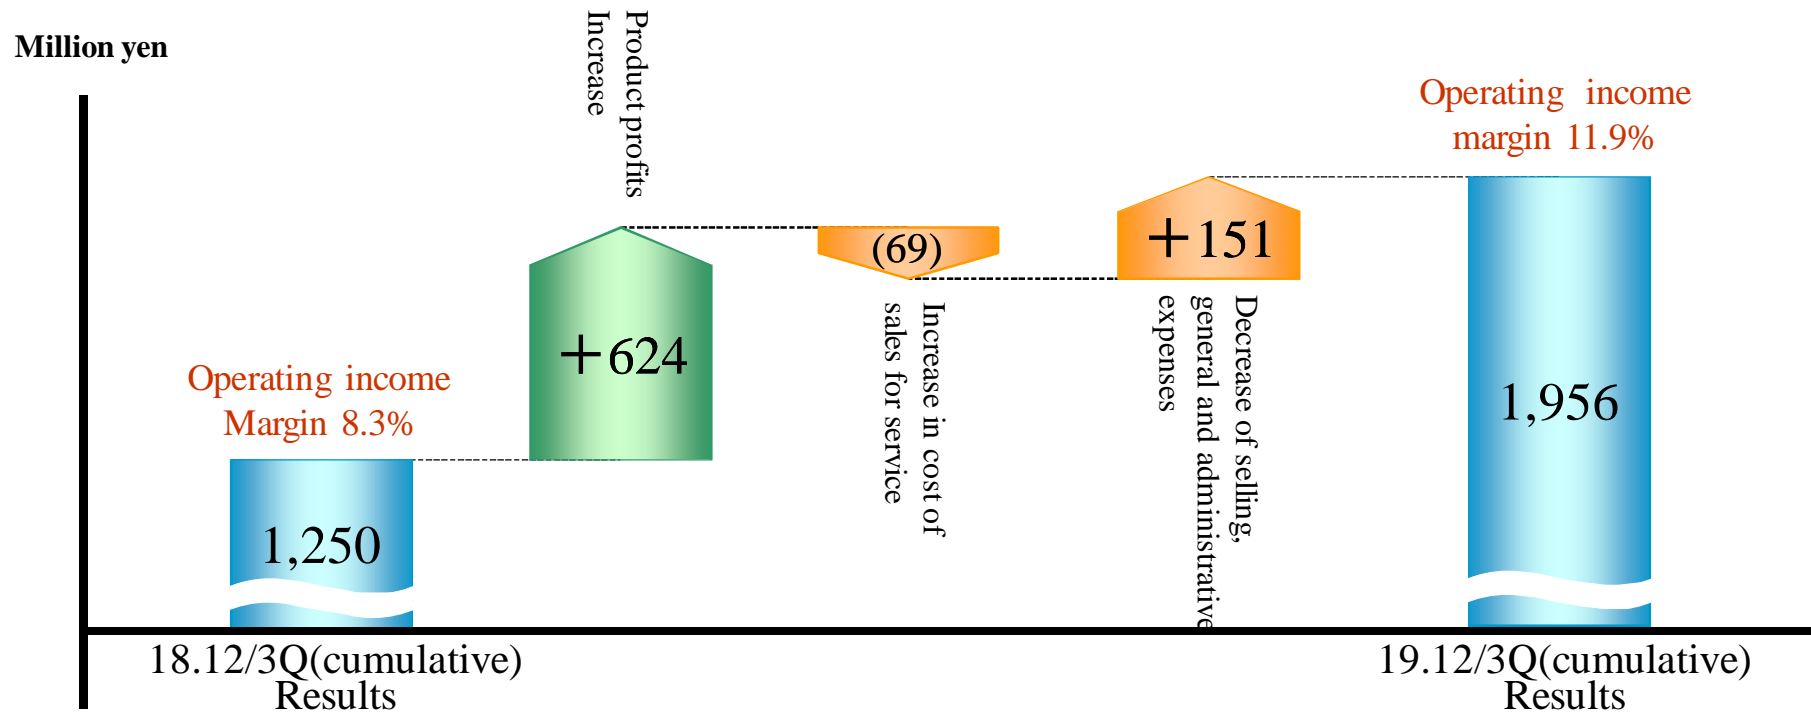 Million yen
Product profits
Increase
Operating income
margin 11.9%
+624
(69)
+151
Increase in cost of
sales for service
Decrease of selling,
general and administrative
expenses
Operating income
Margin 8.3%
1,250
1,956
18.12/3Q(cumulative)
Results
19.12/3Q(cumulative)
Results